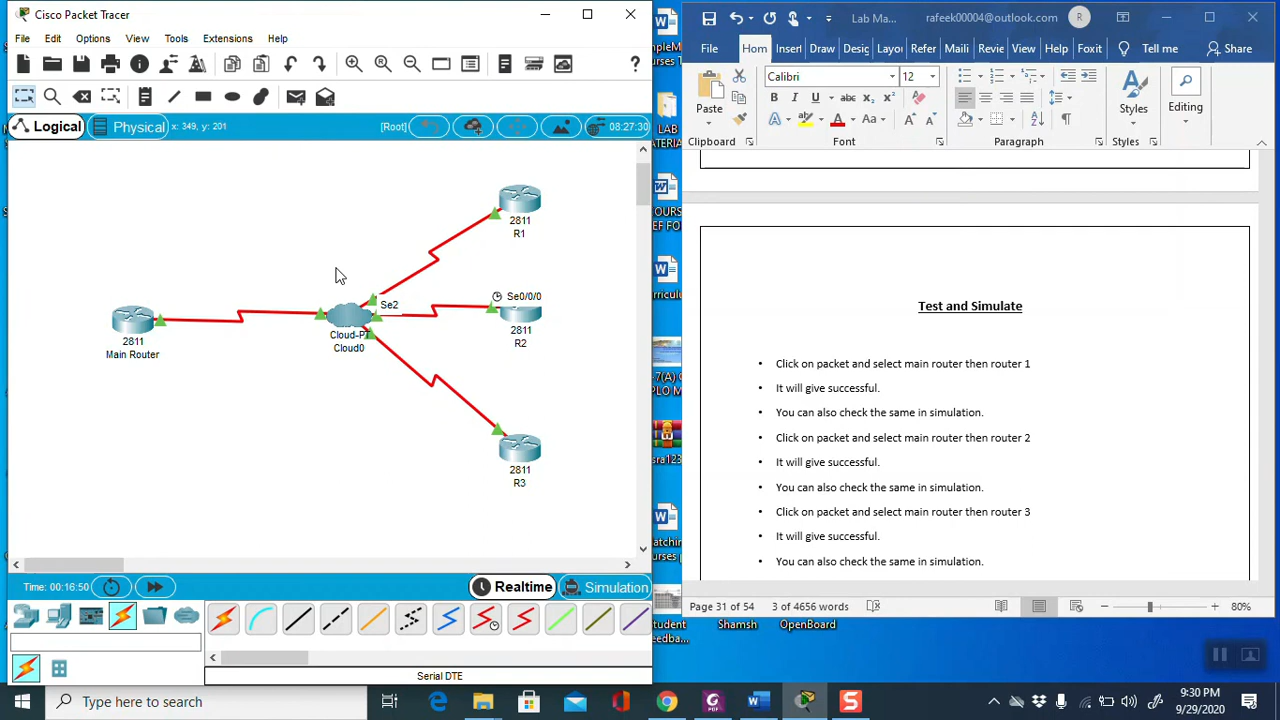 Cisco Packet Tracer
File Edit Options View Tools Extensions Help
Logical Physical x: 349, y: 201 [Root] 08:27:30
2811
R1
Se2
Se0/0/0
2811
Main Router
Cloud-PT
Cloud0
2811
R2
2811
R3
Time: 00:16:50 Realtime Simulation
Serial DTE
Lab Ma... rafeek00004@outlook.com R
File Hom Insert Draw Desig Layou Refer Maili Revie View Help Foxit Tell me Share
Paste
Calibri 12
Styles
Editing
Clipboard Font Paragraph Styles
Test and Simulate
• Click on packet and select main router then router 1
• It will give successful.
• You can also check the same in simulation.
• Click on packet and select main router then router 2
• It will give successful.
• You can also check the same in simulation.
• Click on packet and select main router then router 3
• It will give successful.
• You can also check the same in simulation.
Page 31 of 54 3 of 4656 words 80%
Shamsh OpenBoard
Type here to search
9:30 PM
9/29/2020